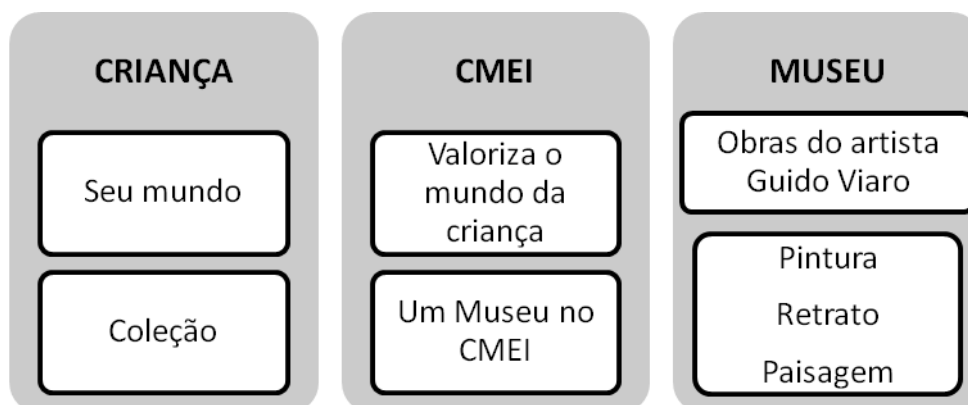 CRIANÇA
Seu mundo
Coleção
CMEI
Valoriza o
mundo da
criança
Um Museu no
CMEI
MUSEU
Obras do artista
Guido Viaro
Pintura
Retrato
Paisagem